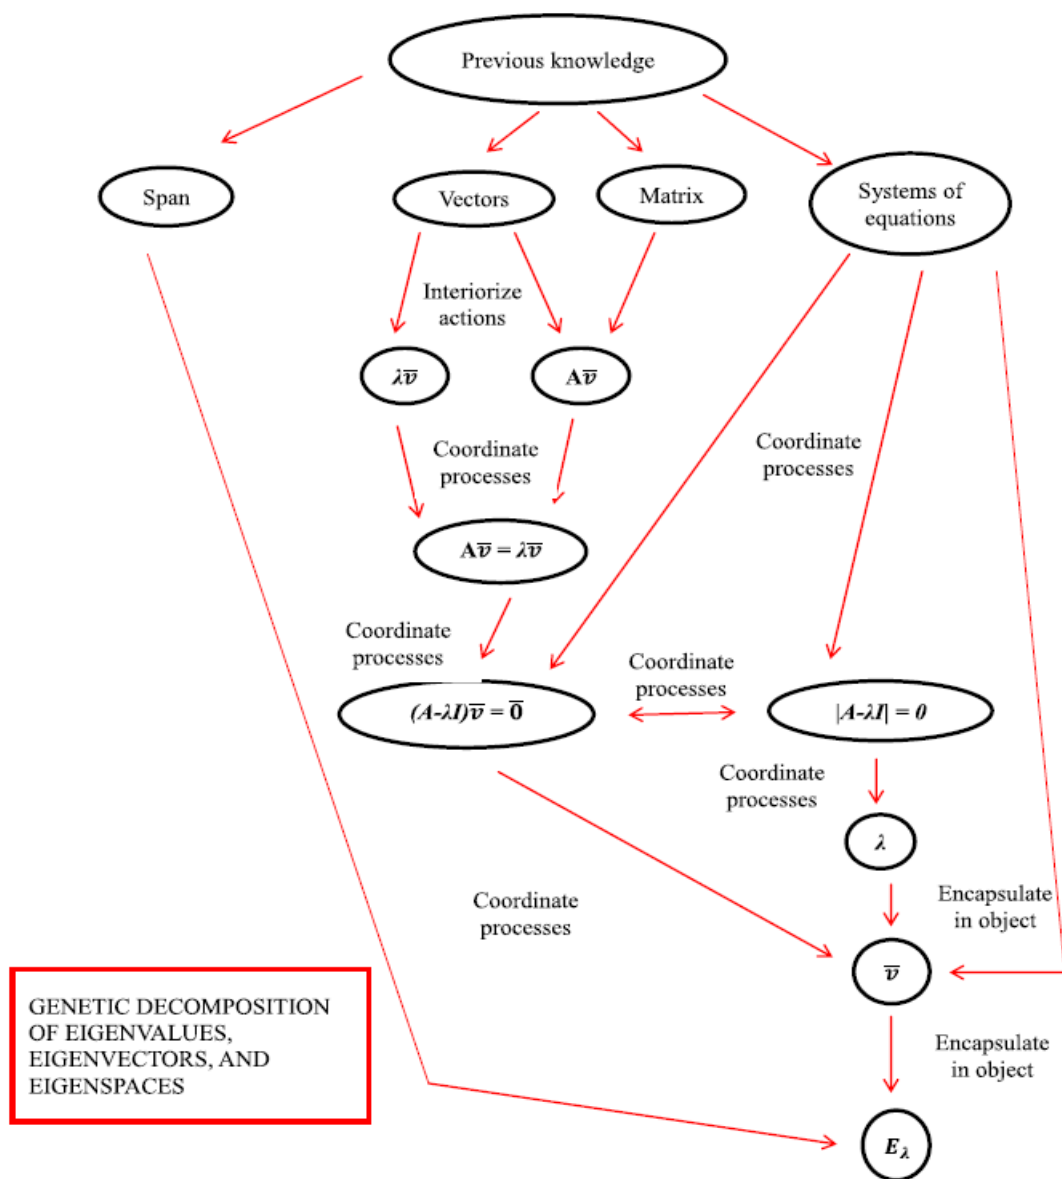 Previous knowledge
Span
Vectors
Matrix
Systems of
equations
Interiorize
actions
λv̅
Av̅
Coordinate
processes
Coordinate
processes
Av̅ = λv̅
Coordinate
processes
Coordinate
processes
(A-λI)v̅ = 0̅
|A-λI| = 0
Coordinate
processes
λ
Coordinate
processes
Encapsulate
in object
v̅
GENETIC DECOMPOSITION
OF EIGENVALUES,
EIGENVECTORS, AND
EIGENSPACES
Encapsulate
in object
E_λ